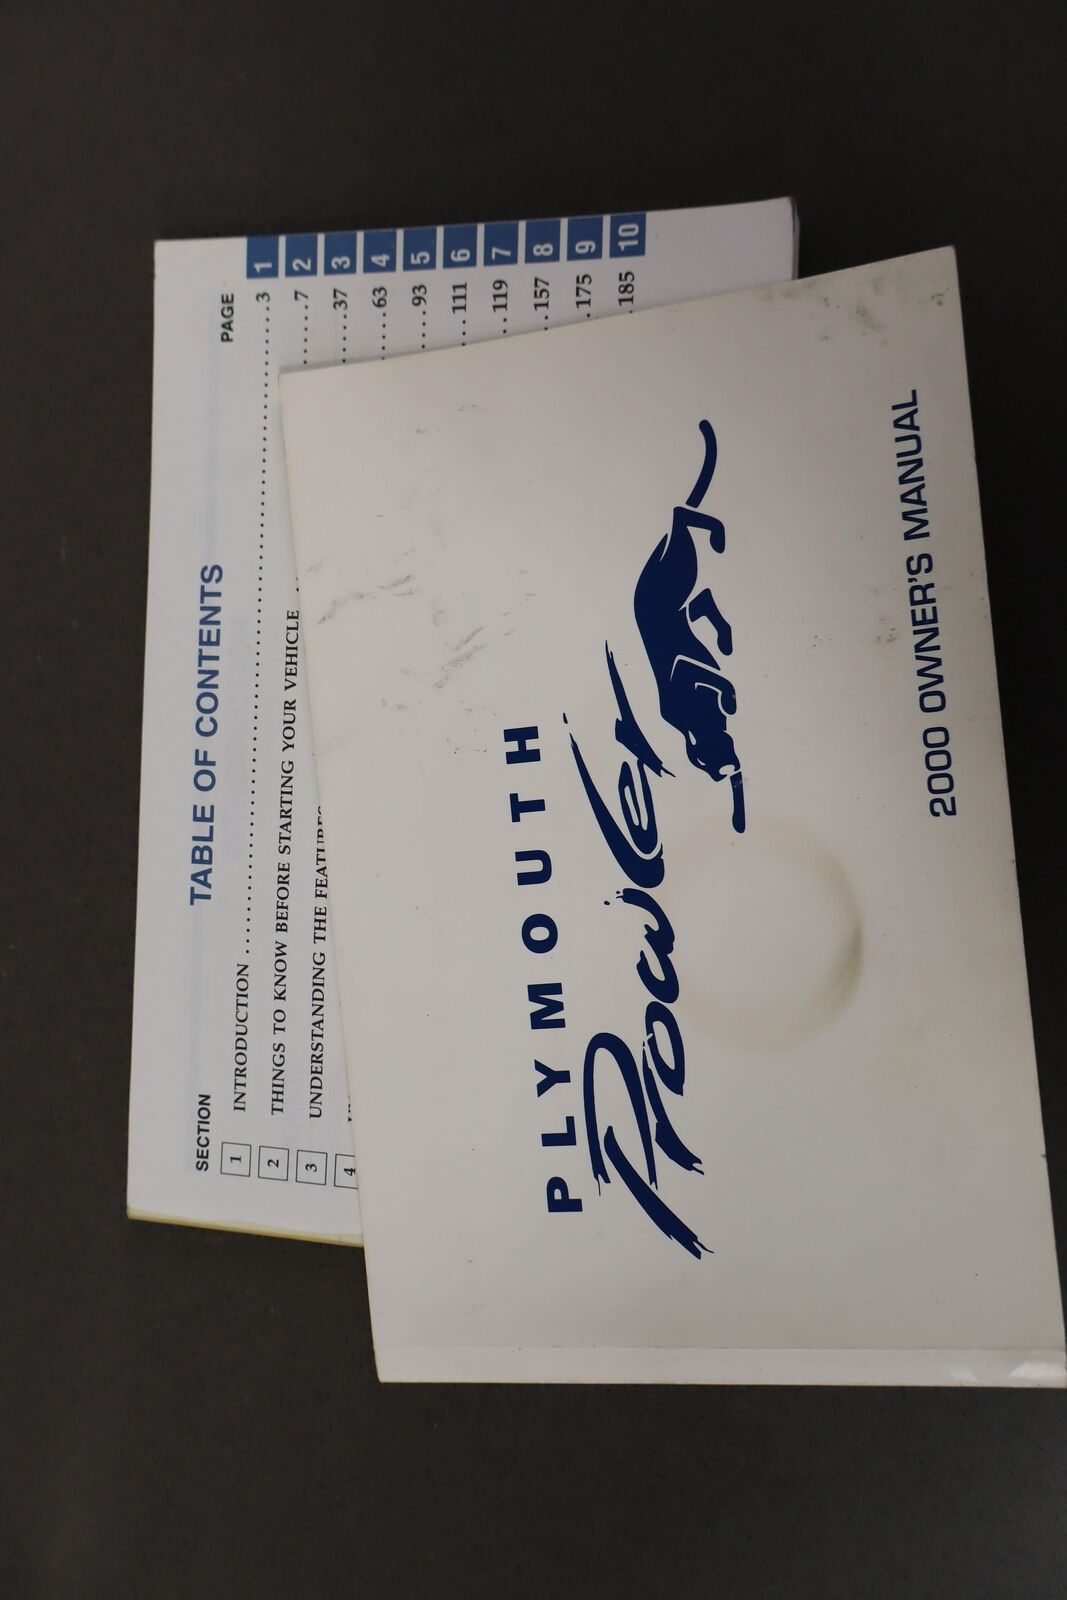 TABLE OF CONTENTS
SECTION PAGE
1 INTRODUCTION ........................................3 1
2 THINGS TO KNOW BEFORE STARTING YOUR VEHICLE .......7 2
3 UNDERSTANDING THE FEATURES ....37 3
4 .....63 4
....93 5
...111 6
..119 7
..157 8
.175 9
.185 10
PLYMOUTH
Prowler
2000 OWNER'S MANUAL